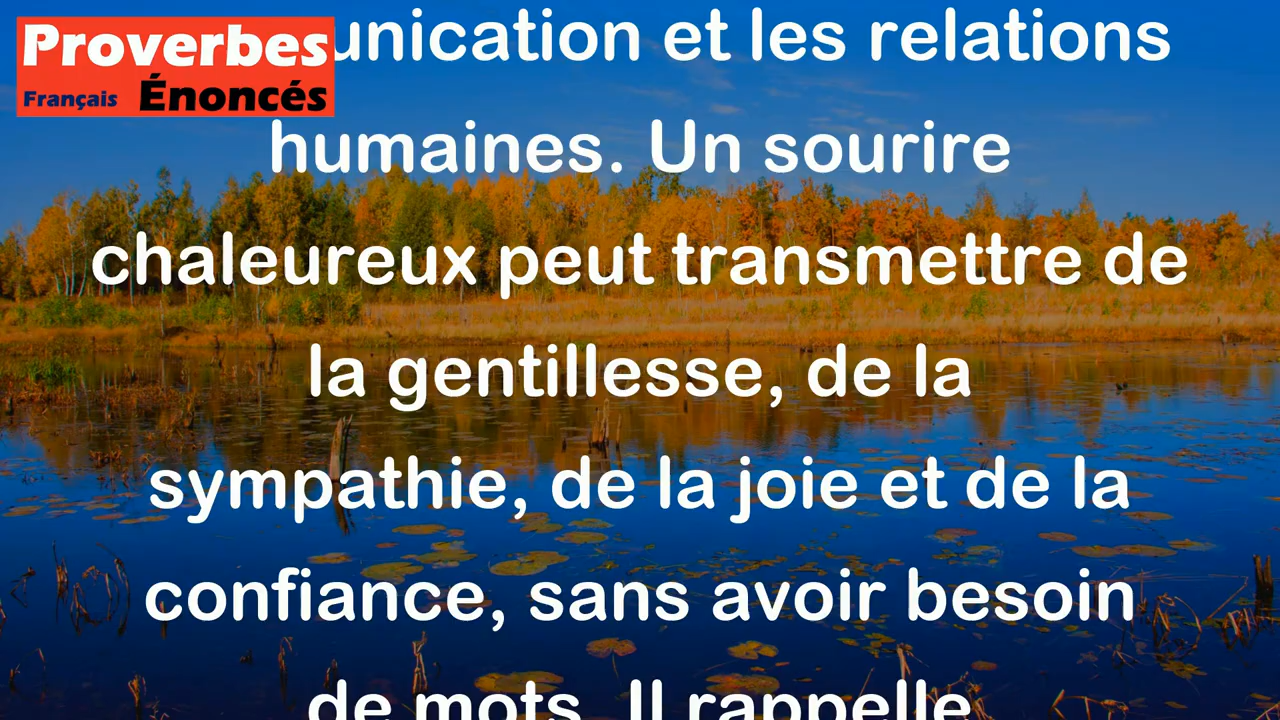 Proverbes
Français Énoncés
unication et les relations
humaines. Un sourire
chaleureux peut transmettre de
la gentillesse, de la
sympathie, de la joie et de la
confiance, sans avoir besoin
de mots. Il rappelle